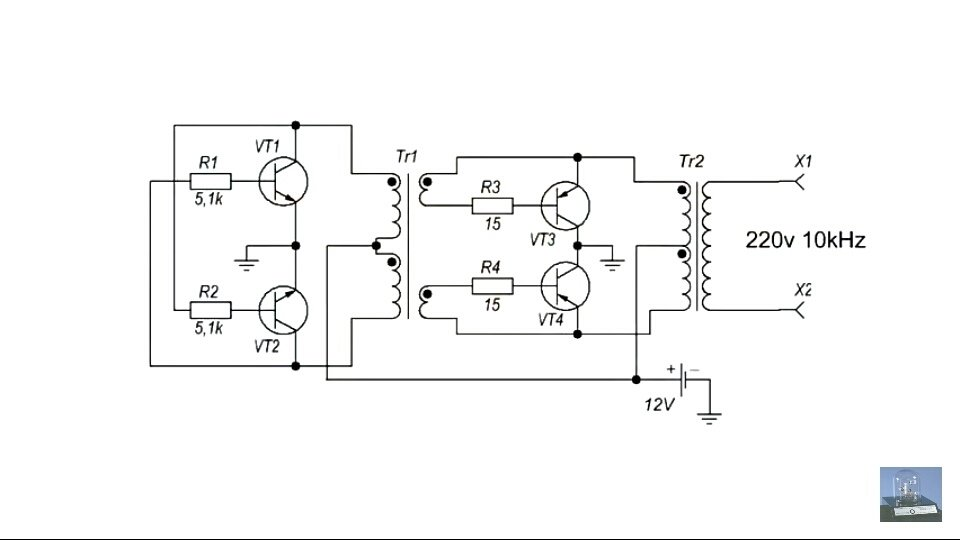 VT1
R1
5,1k
R2
5,1k
VT2
Tr1
R3
15
VT3
R4
15
VT4
Tr2
X1
220v 10kHz
X2
+ −
12V